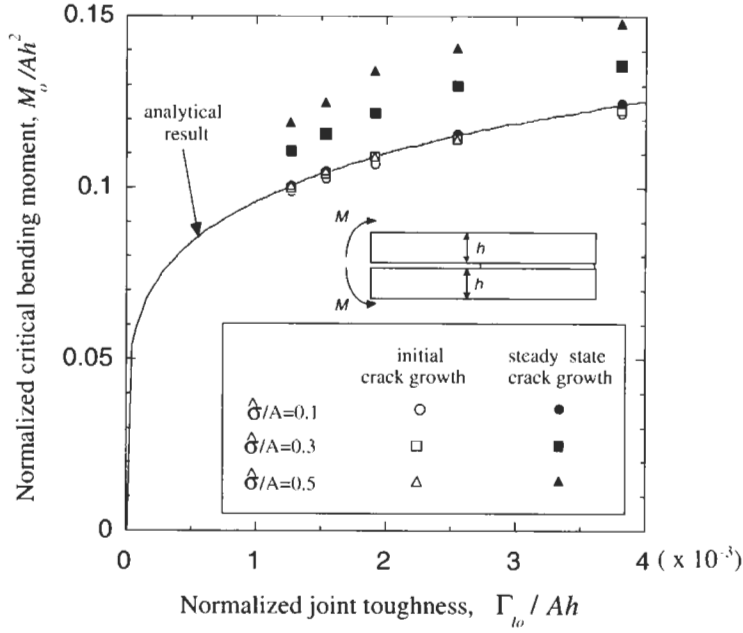 Normalized critical bending moment, M_o/Ah²
0.15
0.1
0.05
0
analytical
result
M
h
h
M
initial
crack growth
steady state
crack growth
σ̂/A=0.1
σ̂/A=0.3
σ̂/A=0.5
0 1 2 3 4 ( x 10⁻³)
Normalized joint toughness, Γ_lo / Ah